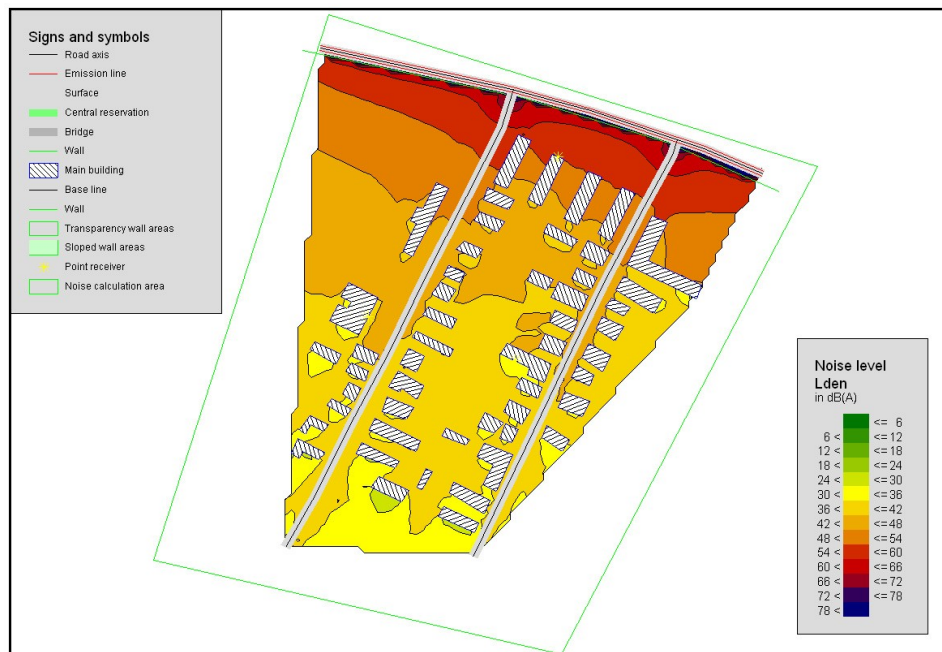 Signs and symbols
Road axis
Emission line
Surface
Central reservation
Bridge
Wall
Main building
Base line
Wall
Transparency wall areas
Sloped wall areas
Point receiver
Noise calculation area
Noise level
Lden
in dB(A)
<= 6
6 < <= 12
12 < <= 18
18 < <= 24
24 < <= 30
30 < <= 36
36 < <= 42
42 < <= 48
48 < <= 54
54 < <= 60
60 < <= 66
66 < <= 72
72 < <= 78
78 <